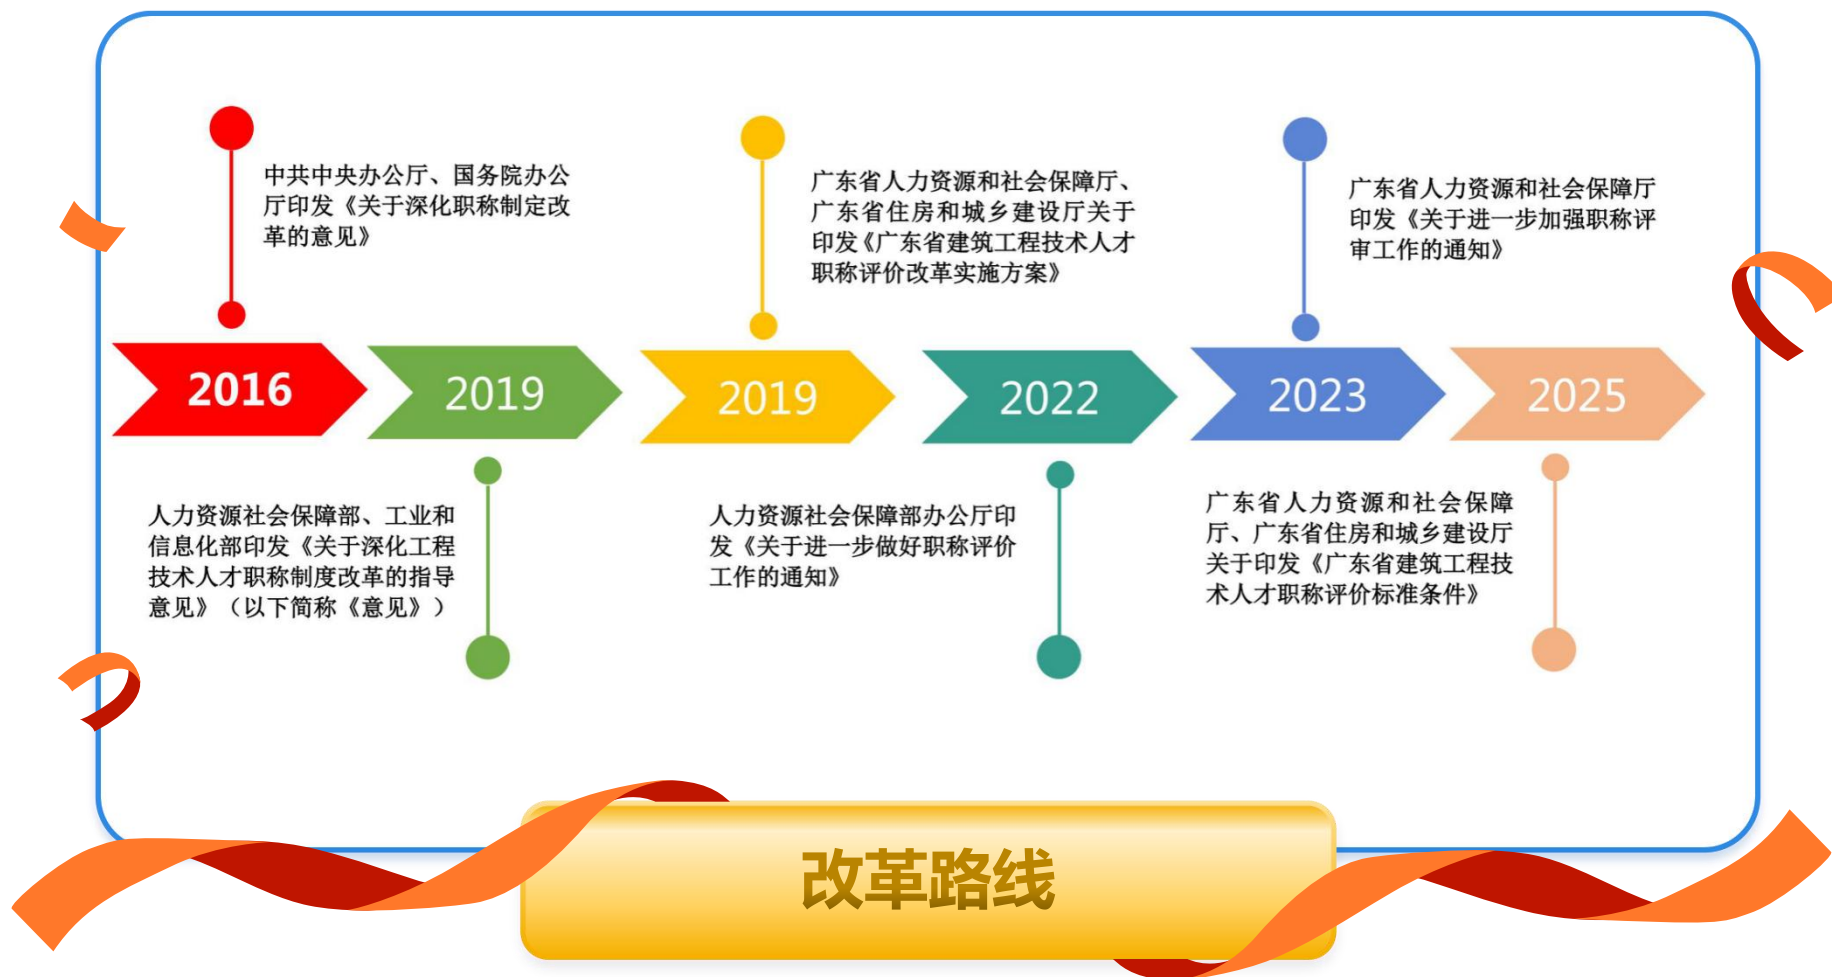 中共中央办公厅、国务院办公
厅印发《关于深化职称制定改
革的意见》
广东省人力资源和社会保障厅、
广东省住房和城乡建设厅关于
印发《广东省建筑工程技术人才
职称评价改革实施方案》
广东省人力资源和社会保障厅
印发《关于进一步加强职称评
审工作的通知》
2016
2019
2019
2022
2023
2025
人力资源社会保障部、工业和
信息化部印发《关于深化工程
技术人才职称制度改革的指导
意见》（以下简称《意见》）
人力资源社会保障部办公厅印
发《关于进一步做好职称评价
工作的通知》
广东省人力资源和社会保障
厅、广东省住房和城乡建设厅
关于印发《广东省建筑工程技
术人才职称评价标准条件》
改革路线